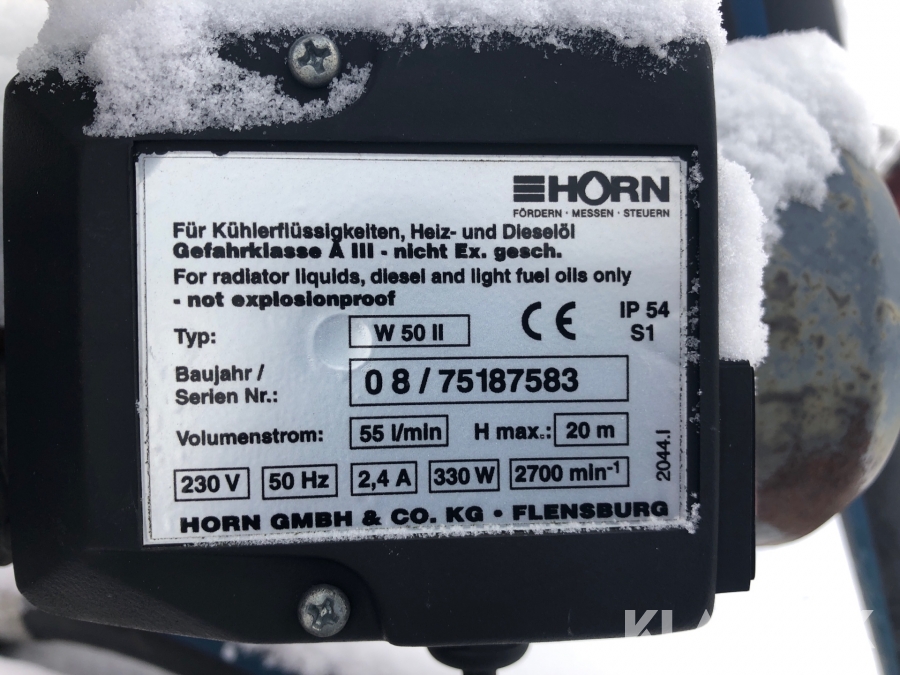 HORN
FÖRDERN · MESSEN · STEUERN
Für Kühlerflüssigkeiten, Heiz- und Dieselöl
Gefahrklasse A III - nicht Ex. gesch.
For radiator liquids, diesel and light fuel oils only
- not explosionproof
CE IP 54
S1
Typ: W 50 II
Baujahr /
Serien Nr.: 08/75187583
Volumenstrom: 55 l/min H max.: 20 m
230 V 50 Hz 2,4 A 330 W 2700 min⁻¹
2044.I
HORN GMBH & CO. KG · FLENSBURG